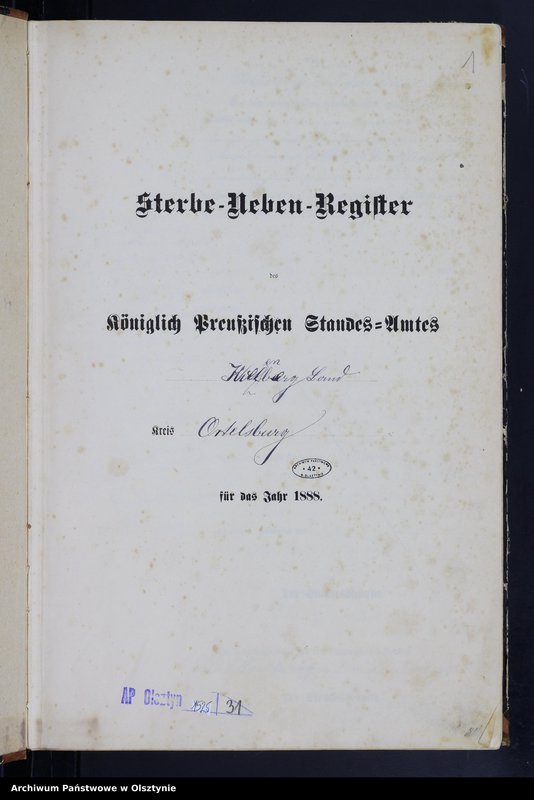 1
Sterbe-Neben-Register
des
Königlich Preußischen Standes-Amtes
Land
Kreis Ortelsburg
42
für das Jahr 1888.
AP Olsztyn 1525 / 31
Archiwum Państwowe w Olsztynie